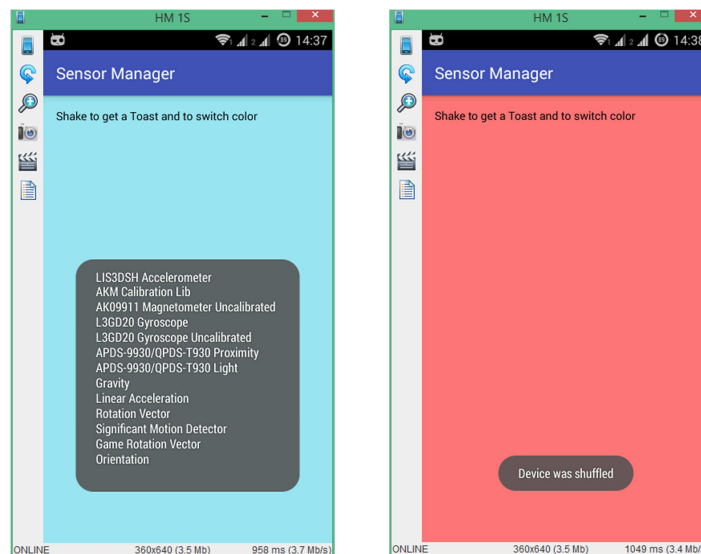 HM 1S
14:37
Sensor Manager
Shake to get a Toast and to switch color
LIS3DSH Accelerometer
AKM Calibration Lib
AK09911 Magnetometer Uncalibrated
L3GD20 Gyroscope
L3GD20 Gyroscope Uncalibrated
APDS-9930/QPDS-T930 Proximity
APDS-9930/QPDS-T930 Light
Gravity
Linear Acceleration
Rotation Vector
Significant Motion Detector
Game Rotation Vector
Orientation
ONLINE 360x640 (3.5 Mb) 958 ms (3.7 Mb/s)
HM 1S
14:38
Sensor Manager
Shake to get a Toast and to switch color
Device was shuffled
ONLINE 360x640 (3.5 Mb) 1049 ms (3.4 Mb/